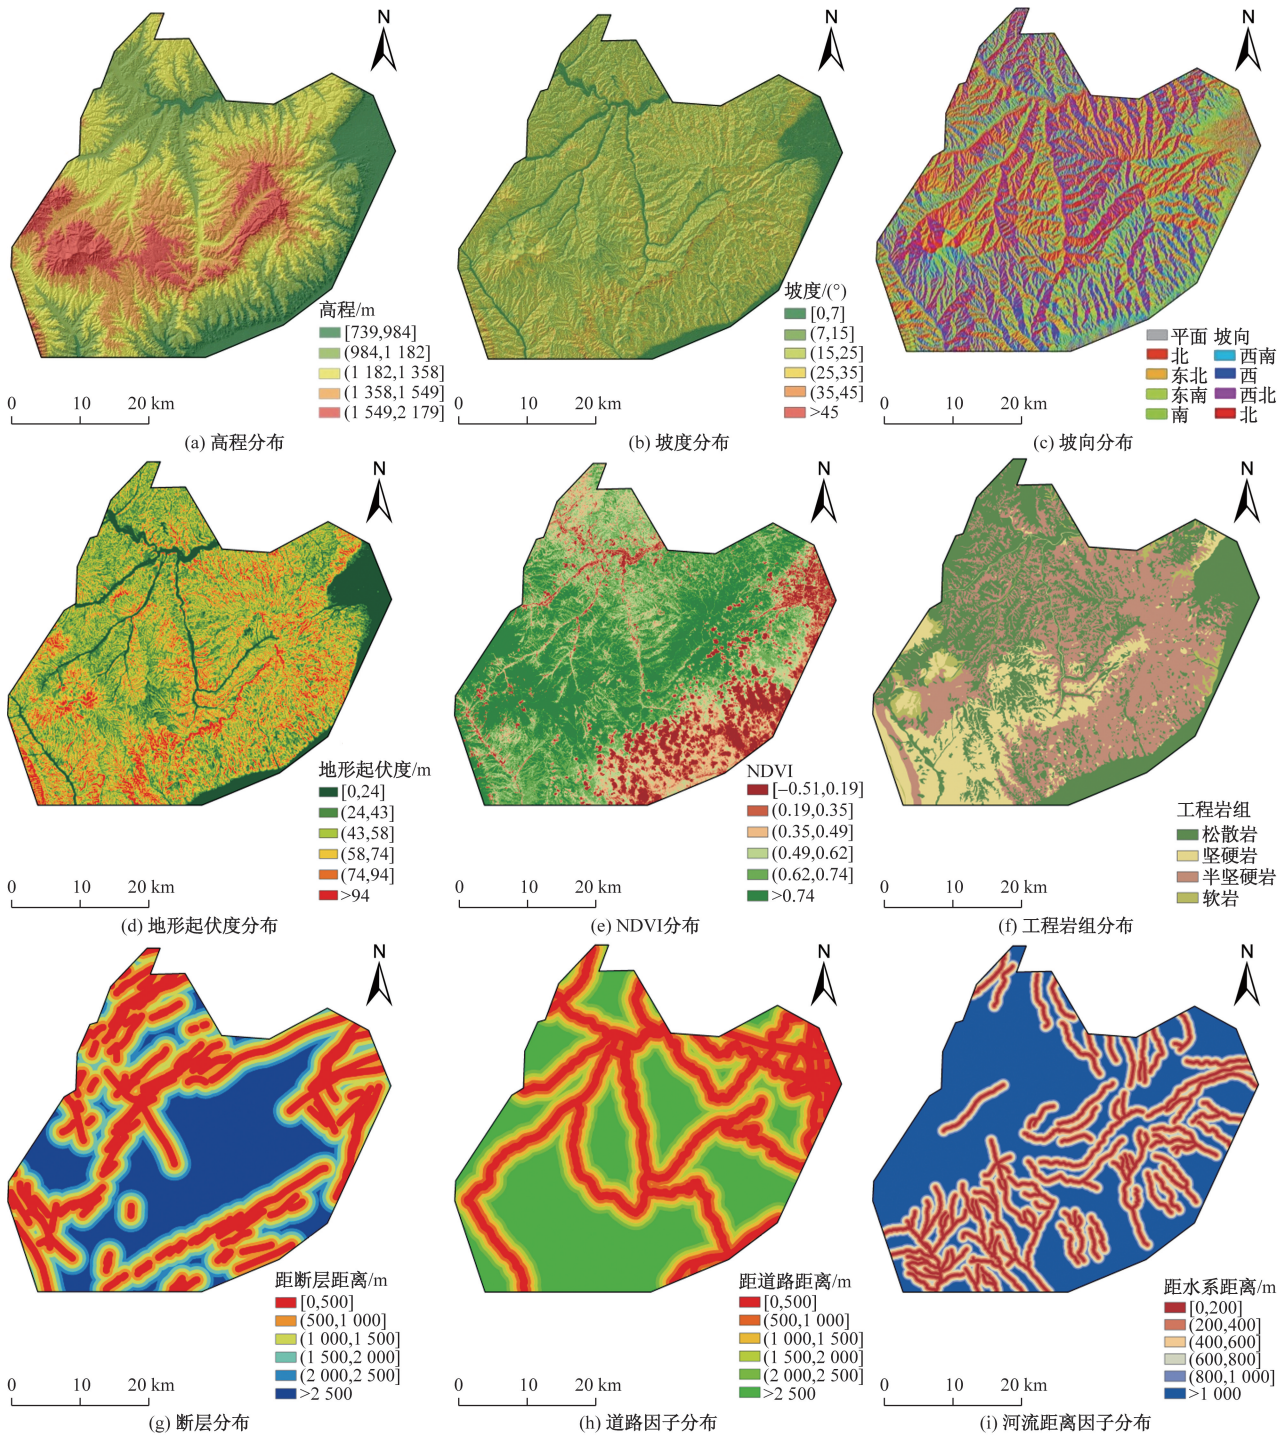 N
高程/m
[739,984]
(984,1 182]
(1 182,1 358]
(1 358,1 549]
(1 549,2 179]
0 10 20 km
(a) 高程分布
N
坡度/(°)
[0,7]
(7,15]
(15,25]
(25,35]
(35,45]
>45
0 10 20 km
(b) 坡度分布
N
平面 坡向
北 西南
东北 西
东南 西北
南 北
0 10 20 km
(c) 坡向分布
N
地形起伏度/m
[0,24]
(24,43]
(43,58]
(58,74]
(74,94]
>94
0 10 20 km
(d) 地形起伏度分布
N
NDVI
[−0.51,0.19]
(0.19,0.35]
(0.35,0.49]
(0.49,0.62]
(0.62,0.74]
>0.74
0 10 20 km
(e) NDVI分布
N
工程岩组
松散岩
坚硬岩
半坚硬岩
软岩
0 10 20 km
(f) 工程岩组分布
N
距断层距离/m
[0,500]
(500,1 000]
(1 000,1 500]
(1 500,2 000]
(2 000,2 500]
>2 500
0 10 20 km
(g) 断层分布
N
距道路距离/m
[0,500]
(500,1 000]
(1 000,1 500]
(1 500,2 000]
(2 000,2 500]
>2 500
0 10 20 km
(h) 道路因子分布
N
距水系距离/m
[0,200]
(200,400]
(400,600]
(600,800]
(800,1 000]
>1 000
0 10 20 km
(i) 河流距离因子分布